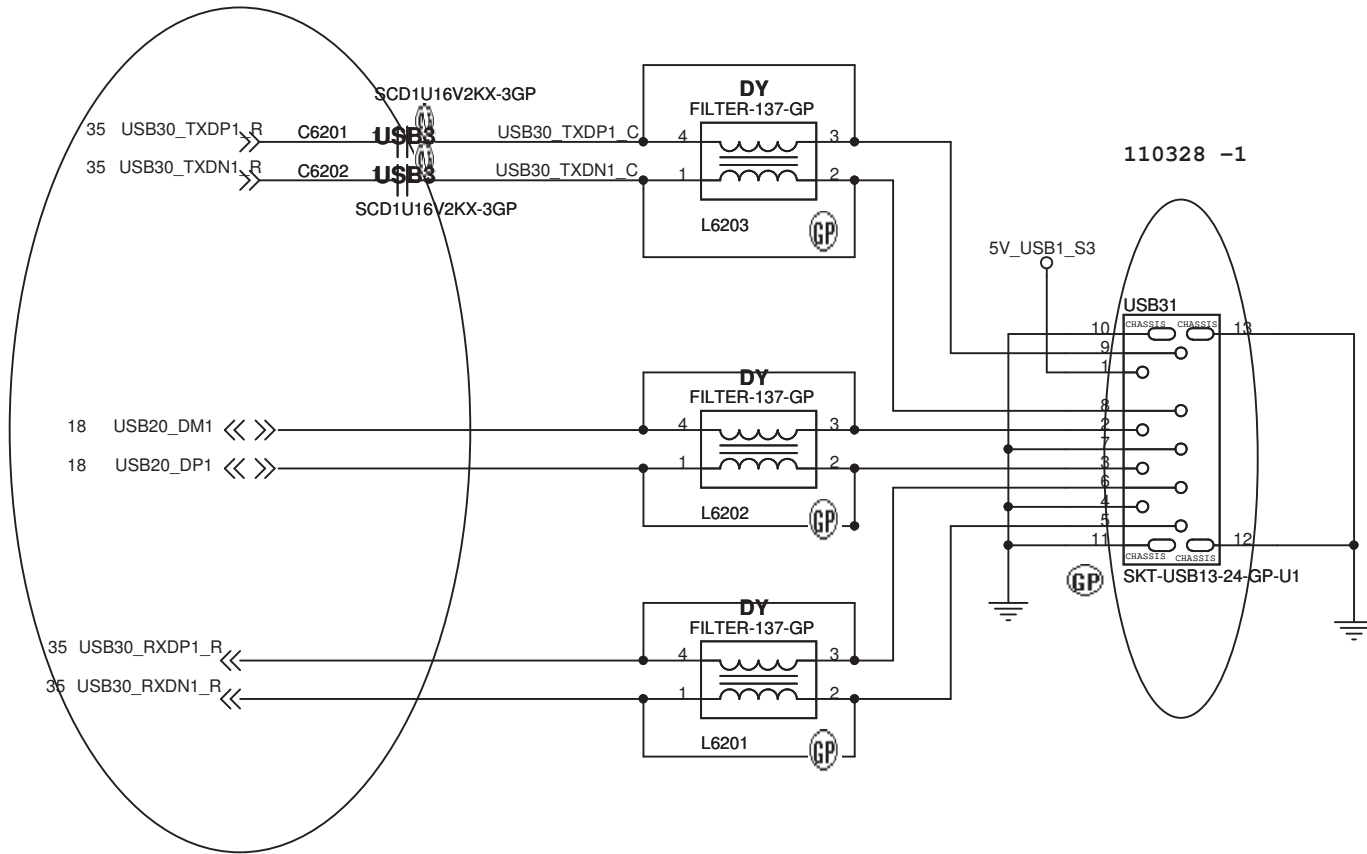 SCD1U16V2KX-3GP
35 USB30_TXDP1_R
C6201
USB3
USB30_TXDP1_C
35 USB30_TXDN1_R
C6202
USB3
USB30_TXDN1_C
SCD1U16V2KX-3GP
DY
FILTER-137-GP
4 3
1 2
L6203
GP
110328 -1
5V_USB1_S3
USB31
10 CHASSIS CHASSIS 13
9
1
8
2
7
3
6
4
5
11 CHASSIS CHASSIS 12
GP
SKT-USB13-24-GP-U1
18 USB20_DM1
18 USB20_DP1
DY
FILTER-137-GP
4 3
1 2
L6202
GP
35 USB30_RXDP1_R
35 USB30_RXDN1_R
DY
FILTER-137-GP
4 3
1 2
L6201
GP